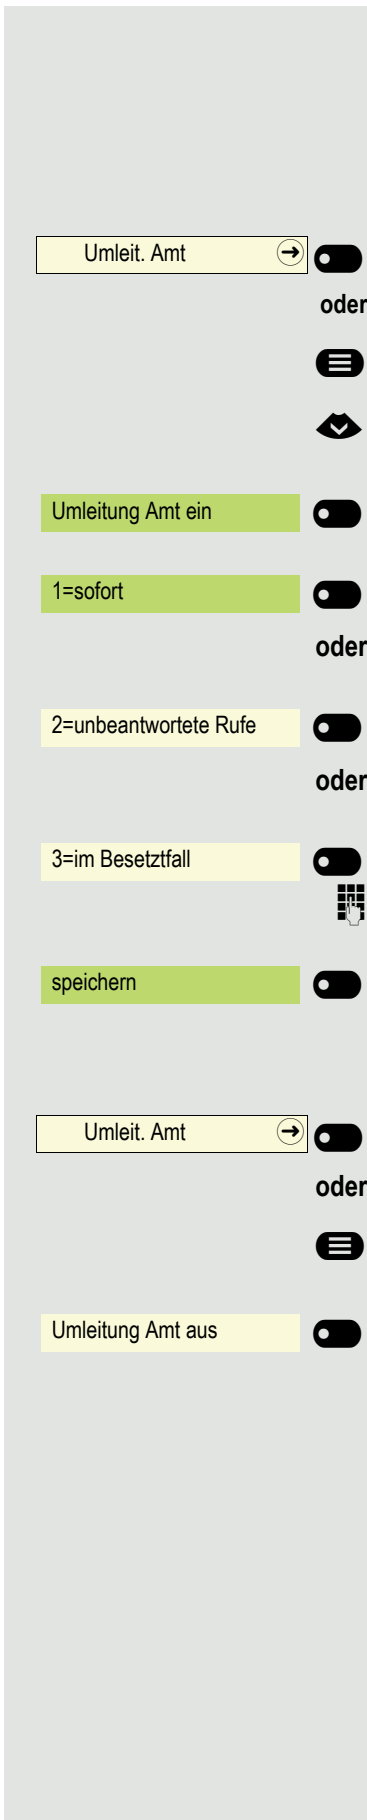 Umleit. Amt
oder
Umleitung Amt ein
1=sofort
oder
2=unbeantwortete Rufe
oder
3=im Besetztfall
speichern
Umleit. Amt
oder
Umleitung Amt aus